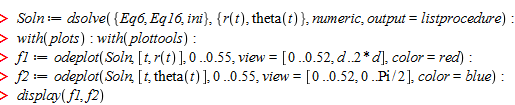 > Soln := dsolve({Eq6, Eq16, ini}, {r(t), theta(t)}, numeric, output = listprocedure) :
> with(plots) : with(plottools) :
> f1 := odeplot(Soln, [t, r(t)], 0 ..0.55, view = [0 ..0.52, d ..2 * d], color = red) :
> f2 := odeplot(Soln, [t, theta(t)], 0 ..0.55, view = [0 ..0.52, 0 ..Pi / 2], color = blue) :
> display(f1, f2)